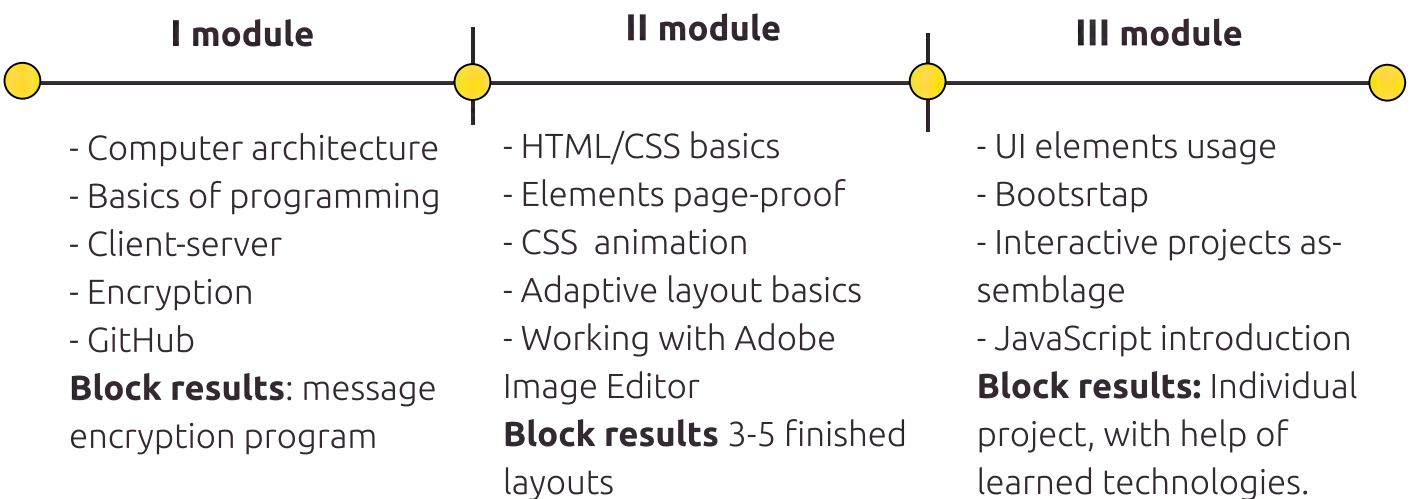 I module
- Computer architecture
- Basics of programming
- Client-server
- Encryption
- GitHub
Block results: message
encryption program
II module
- HTML/CSS basics
- Elements page-proof
- CSS  animation
- Adaptive layout basics
- Working with Adobe
Image Editor
Block results 3-5 finished
layouts
III module
- UI elements usage
- Bootsrtap
- Interactive projects as-
semblage
- JavaScript introduction
Block results: Individual
project, with help of
learned technologies.